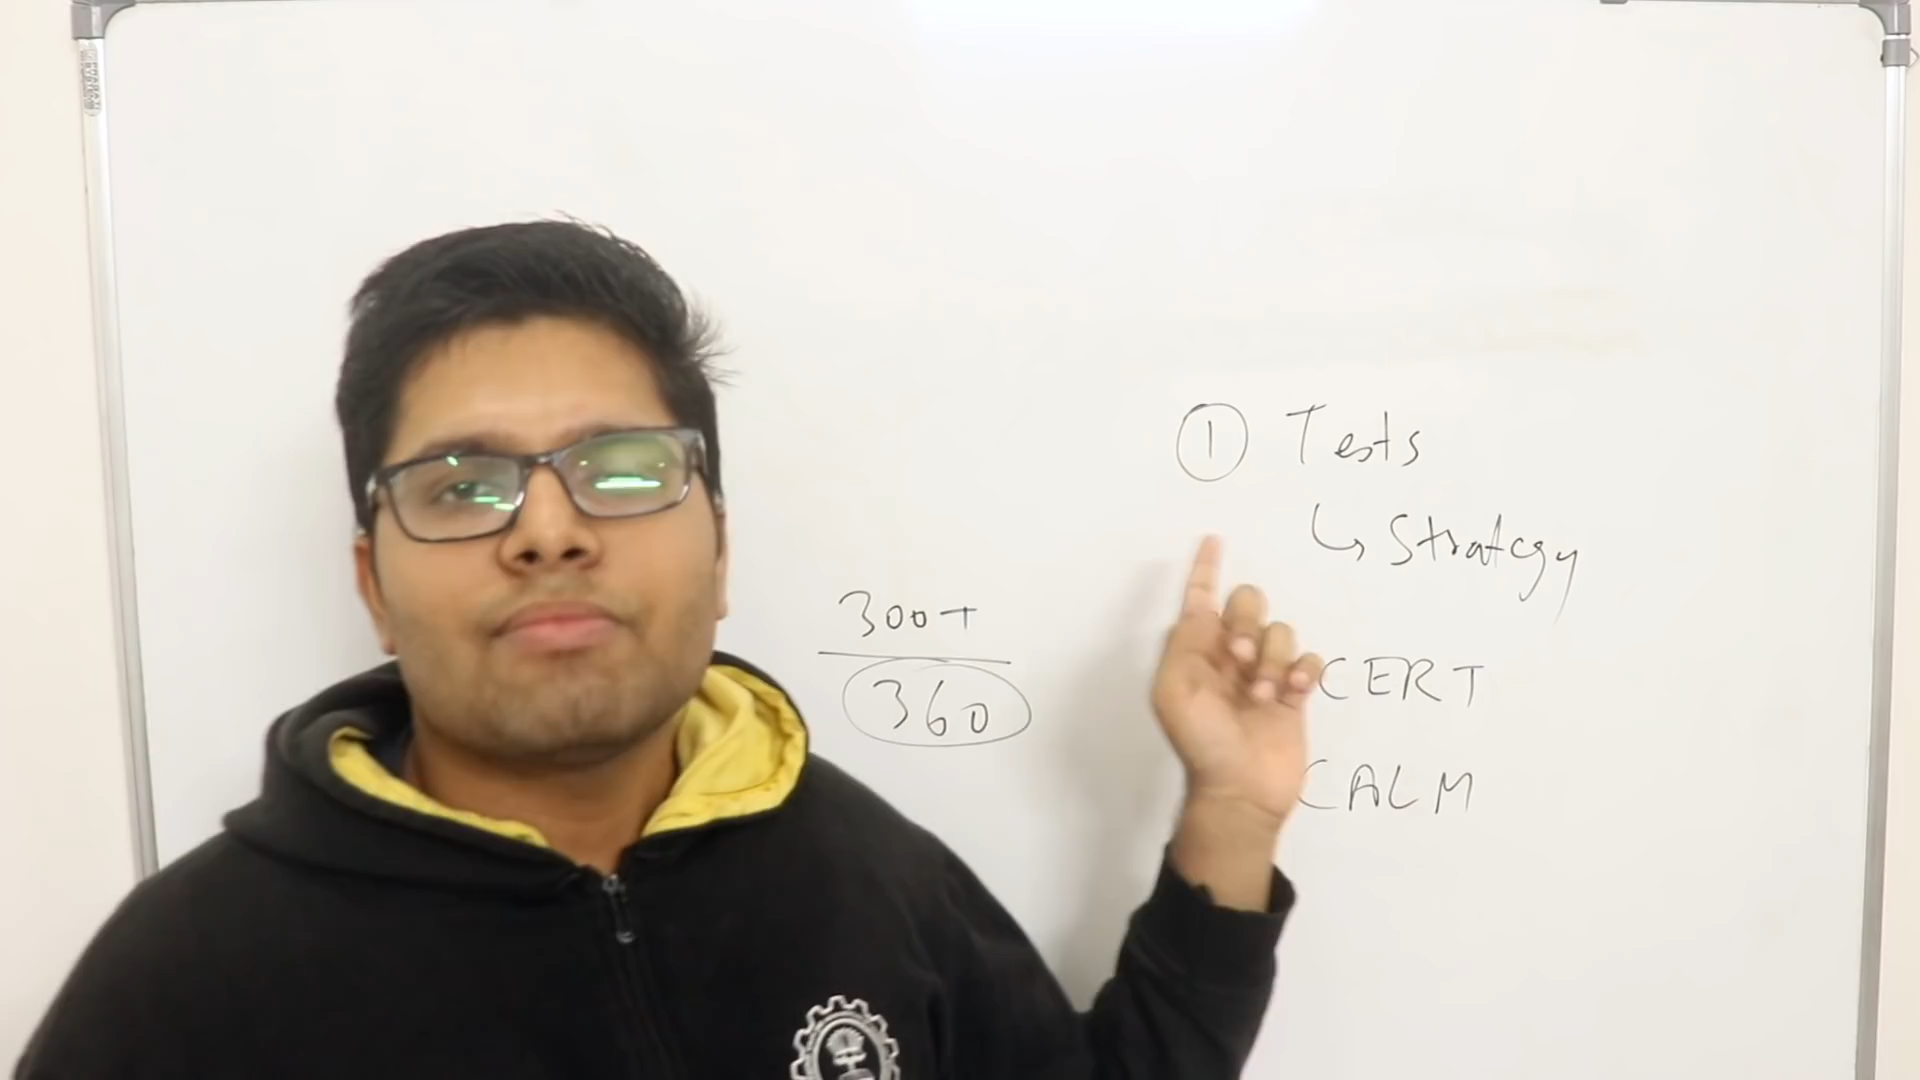 ① Tests
↳ Strategy
300+
360
CERT
CALM